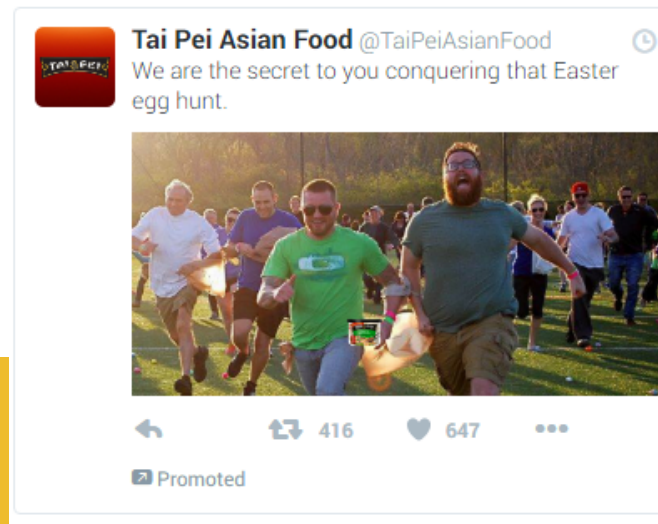 Tai Pei Asian Food @TaiPeiAsianFood
TAI PEI
We are the secret to you conquering that Easter
egg hunt.
416 647
Promoted